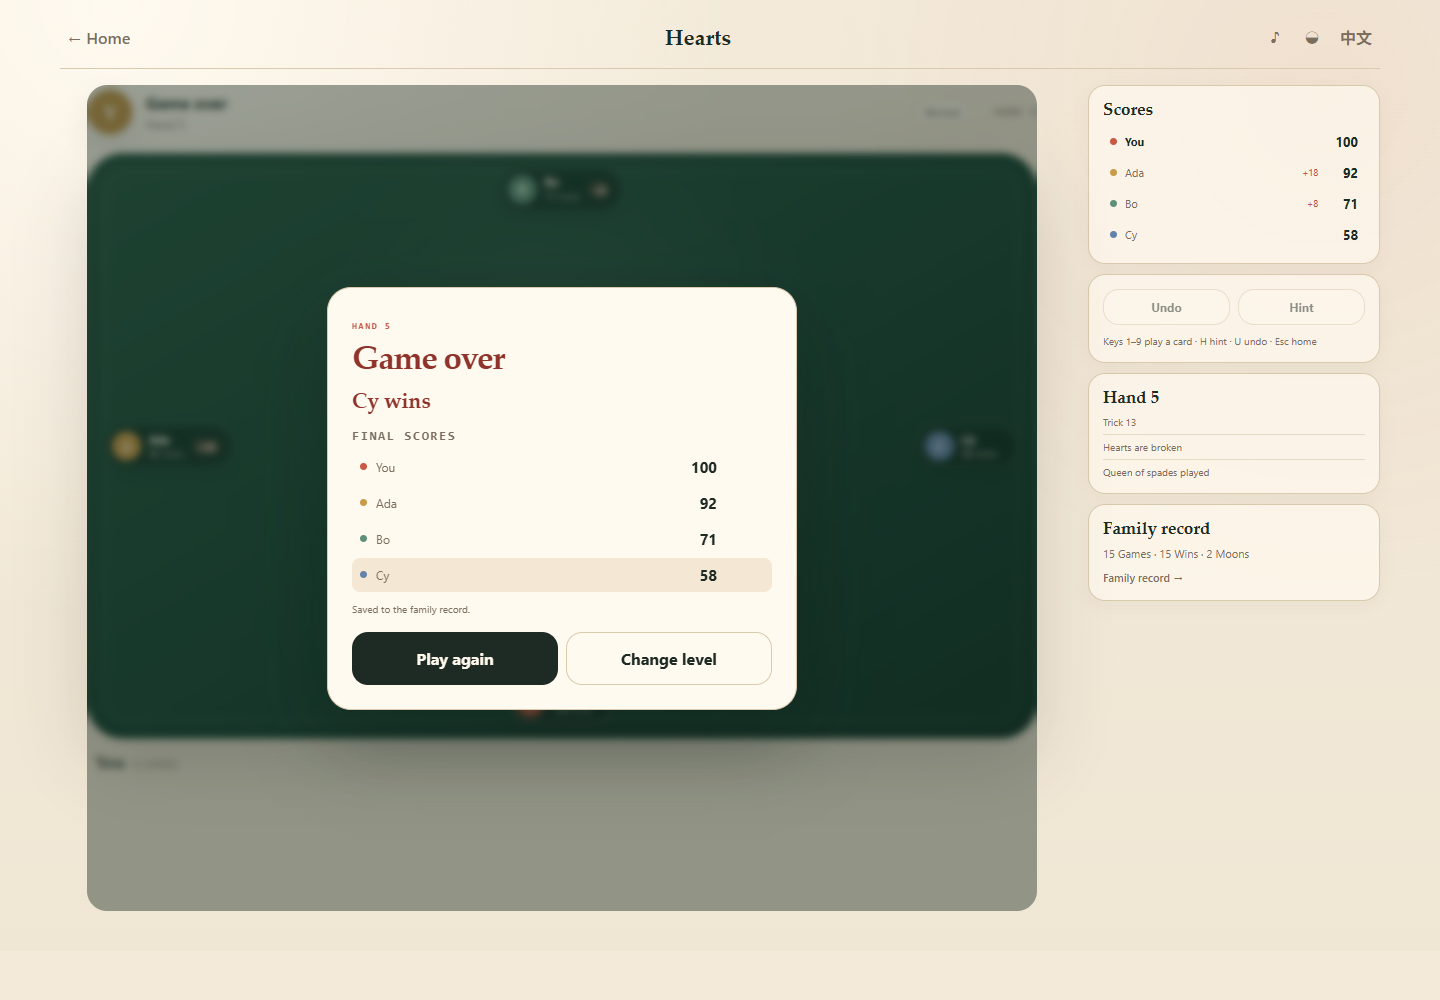 ← Home
Hearts
中文
Game over
HAND 5
Game over
Cy wins
FINAL SCORES
You 100
Ada 92
Bo 71
Cy 58
Saved to the family record.
Play again
Change level
You
Scores
You 100
Ada +18 92
Bo +8 71
Cy 58
Undo
Hint
Keys 1–9 play a card · H hint · U undo · Esc home
Hand 5
Trick 13
Hearts are broken
Queen of spades played
Family record
15 Games · 15 Wins · 2 Moons
Family record →